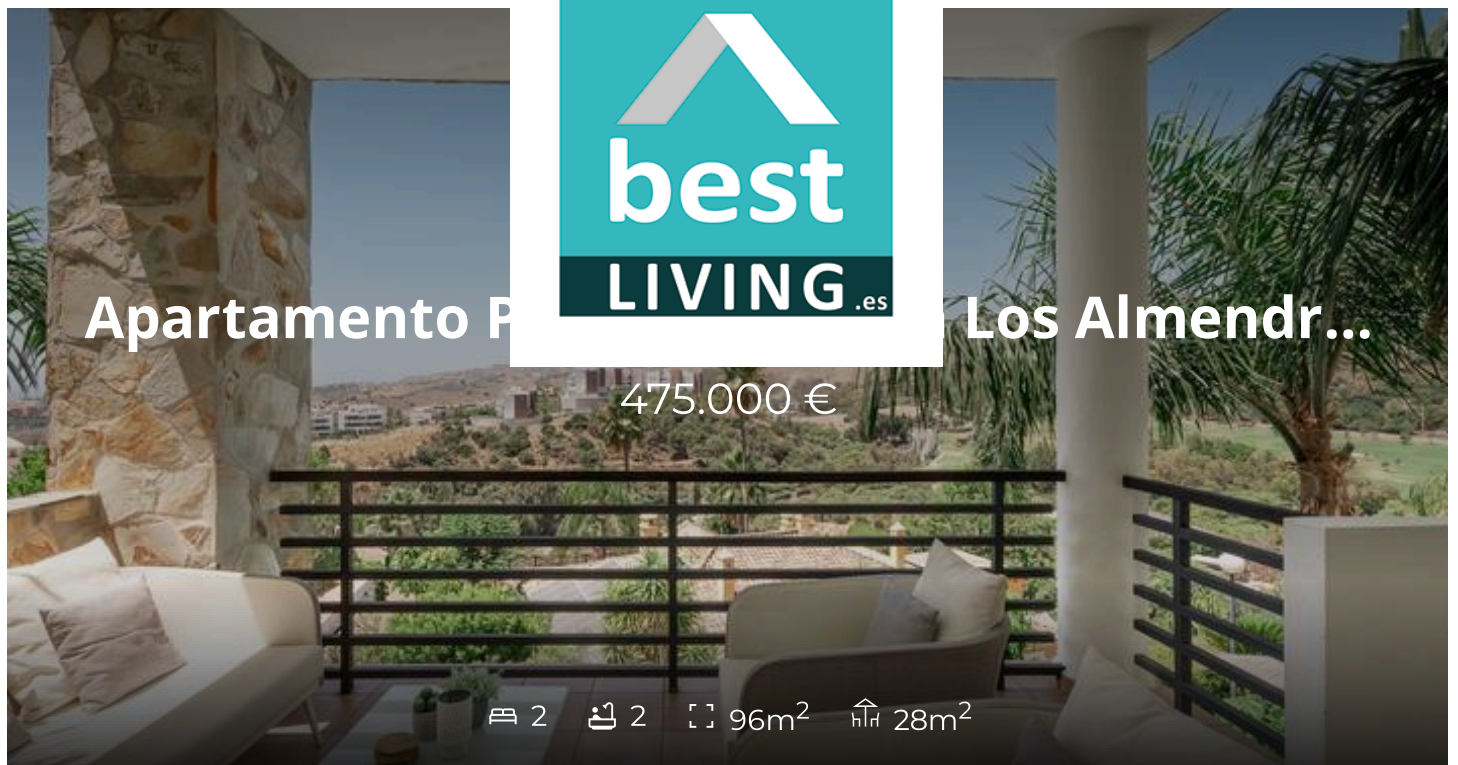 best
LIVING.es
Apartamento Los Almendr...
475.000 €
2 2 96m² 28m²